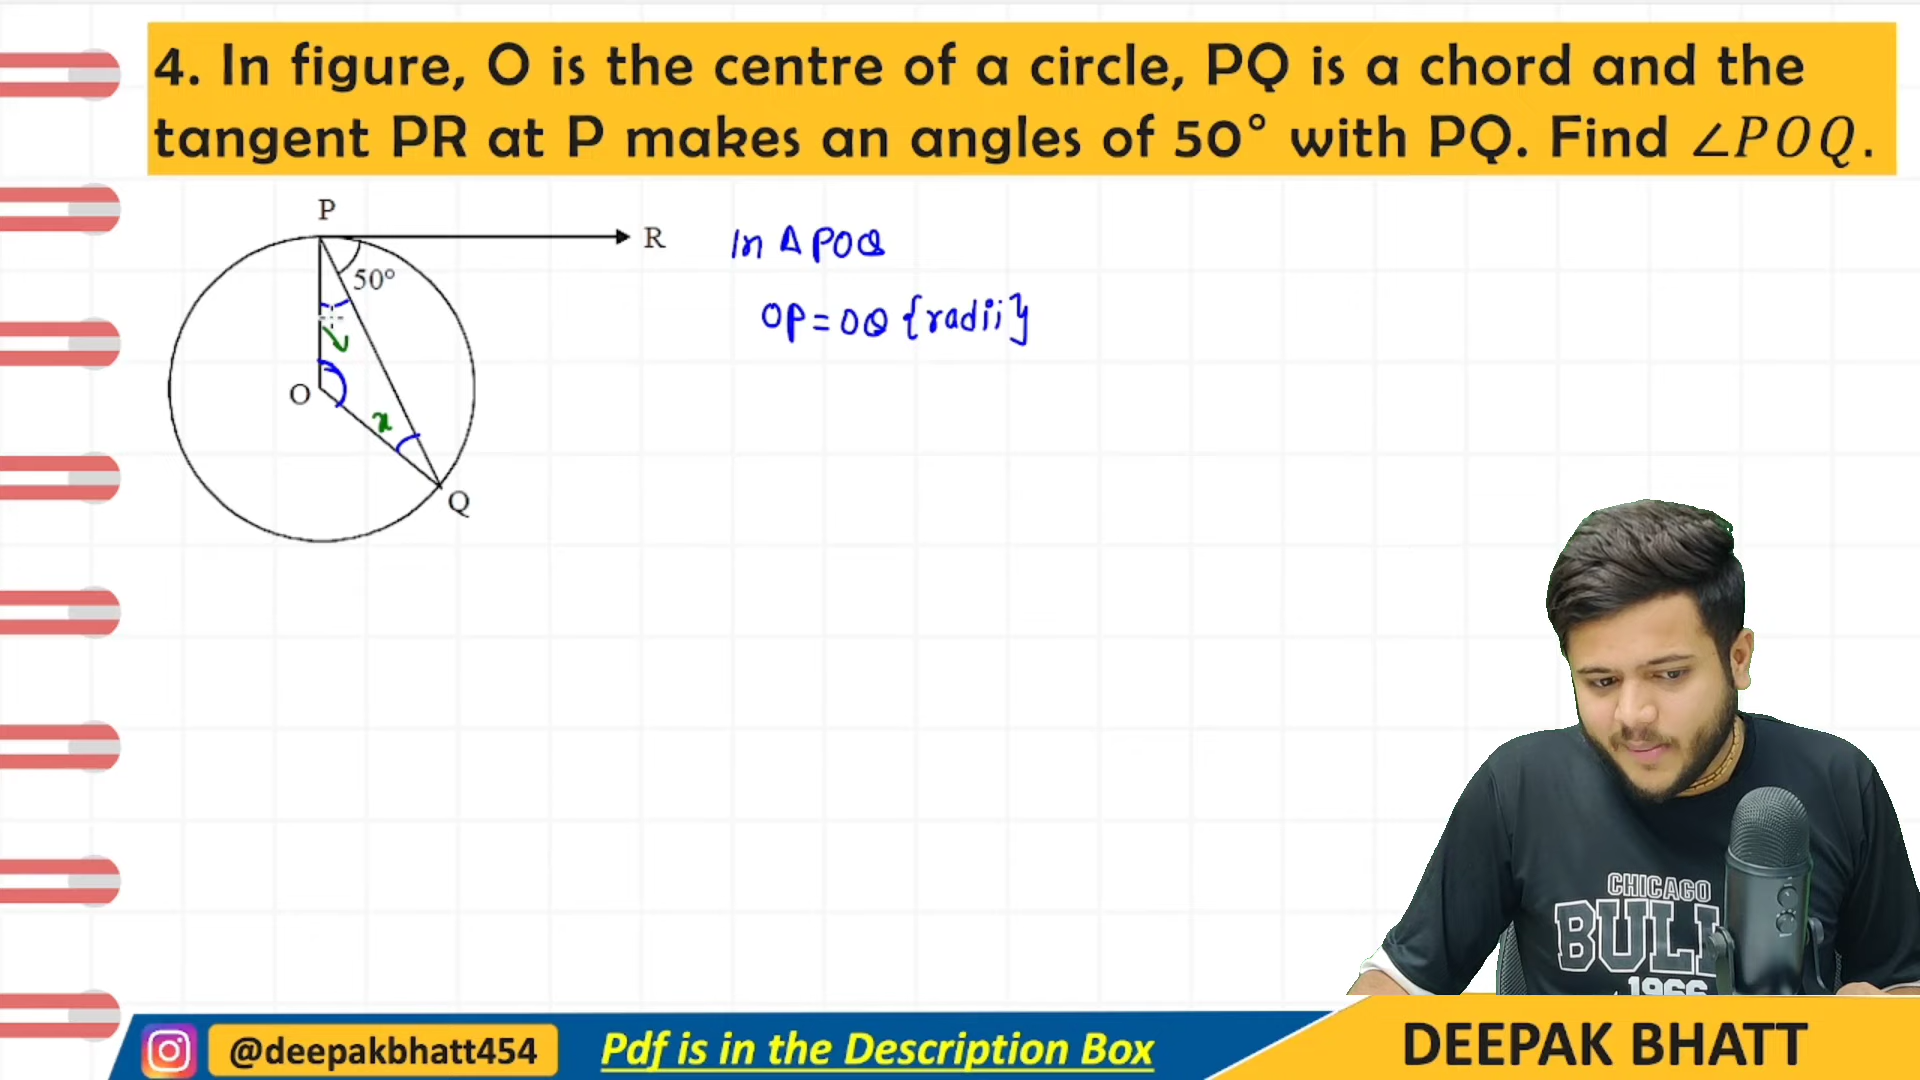 4. In figure, O is the centre of a circle, PQ is a chord and the
tangent PR at P makes an angles of 50° with PQ. Find ∠POQ.
P
R
50°
O
x
Q
In Δ POQ
OP = OQ {radii}
CHICAGO
BULL
1966
@deepakbhatt454
Pdf is in the Description Box
DEEPAK BHATT